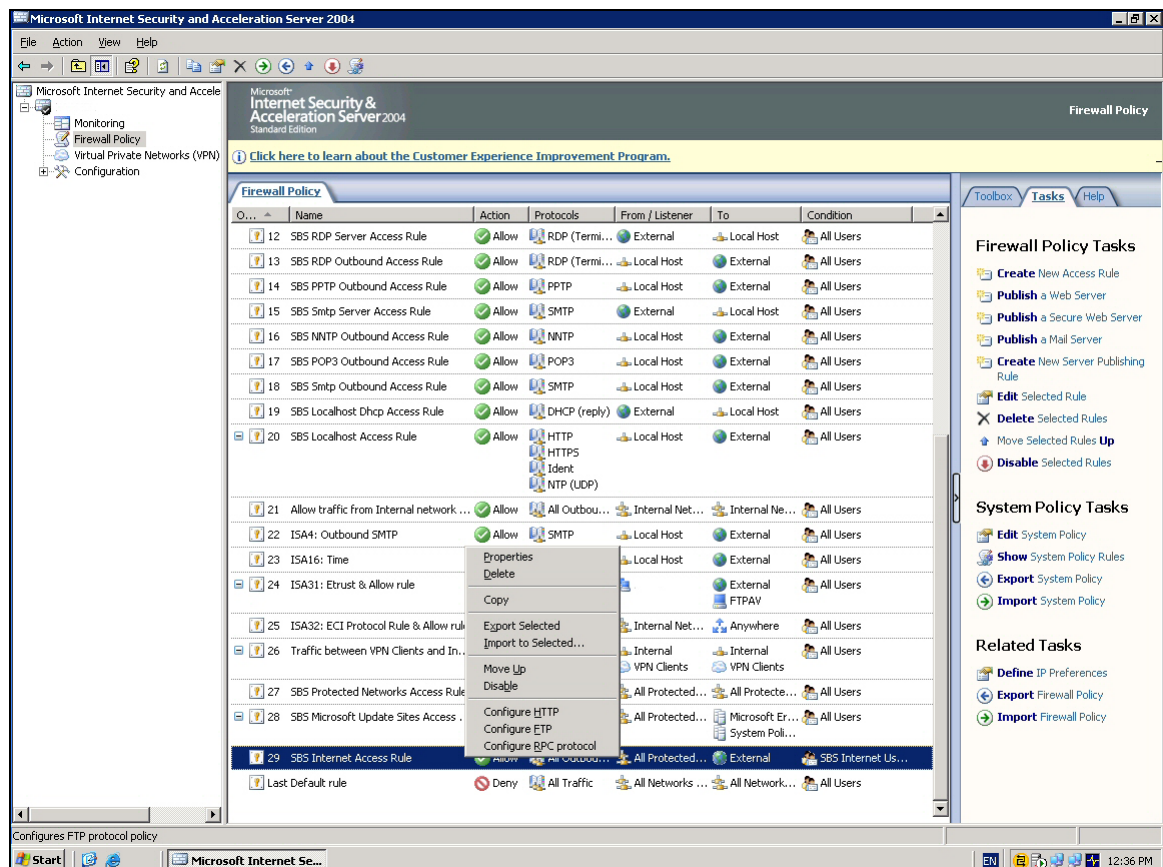 Microsoft Internet Security and Acceleration Server 2004
File Action View Help
Microsoft Internet Security and Accele
Monitoring
Firewall Policy
Virtual Private Networks (VPN)
Configuration
Microsoft®
Internet Security &
Acceleration Server 2004
Standard Edition
Firewall Policy
Click here to learn about the Customer Experience Improvement Program.
Firewall Policy
O... Name Action Protocols From / Listener To Condition
12 SBS RDP Server Access Rule Allow RDP (Termi... External Local Host All Users
13 SBS RDP Outbound Access Rule Allow RDP (Termi... Local Host External All Users
14 SBS PPTP Outbound Access Rule Allow PPTP Local Host External All Users
15 SBS Smtp Server Access Rule Allow SMTP External Local Host All Users
16 SBS NNTP Outbound Access Rule Allow NNTP Local Host External All Users
17 SBS POP3 Outbound Access Rule Allow POP3 Local Host External All Users
18 SBS Smtp Outbound Access Rule Allow SMTP Local Host External All Users
19 SBS Localhost Dhcp Access Rule Allow DHCP (reply) External Local Host All Users
20 SBS Localhost Access Rule Allow HTTP Local Host External All Users
HTTPS
Ident
NTP (UDP)
21 Allow traffic from Internal network ... Allow All Outbou... Internal Net... Internal Ne... All Users
22 ISA4: Outbound SMTP Allow SMTP Local Host External All Users
23 ISA16: Time Local Host External All Users
24 ISA31: Etrust & Allow rule External All Users
FTPAV
25 ISA32: ECI Protocol Rule & Allow rul Internal Net... Anywhere All Users
26 Traffic between VPN Clients and In.. Internal Internal All Users
VPN Clients VPN Clients
27 SBS Protected Networks Access Rule All Protected... All Protecte... All Users
28 SBS Microsoft Update Sites Access . All Protected... Microsoft Er... All Users
System Poli...
29 SBS Internet Access Rule Allow All Outbou... All Protected... External SBS Internet Us...
Last Default rule Deny All Traffic All Networks ... All Network... All Users
Properties
Delete
Copy
Export Selected
Import to Selected...
Move Up
Disable
Configure HTTP
Configure FTP
Configure RPC protocol
Toolbox Tasks Help
Firewall Policy Tasks
Create New Access Rule
Publish a Web Server
Publish a Secure Web Server
Publish a Mail Server
Create New Server Publishing
Rule
Edit Selected Rule
Delete Selected Rules
Move Selected Rules Up
Disable Selected Rules
System Policy Tasks
Edit System Policy
Show System Policy Rules
Export System Policy
Import System Policy
Related Tasks
Define IP Preferences
Export Firewall Policy
Import Firewall Policy
Configures FTP protocol policy
Start Microsoft Internet Se... EN 12:36 PM